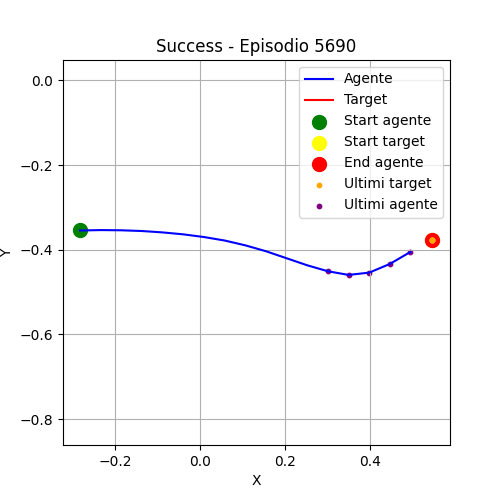 Success - Episodio 5690
Agente
Target
Start agente
Start target
End agente
Ultimi target
Ultimi agente
0.0
−0.2
−0.4
−0.6
−0.8
Y
−0.2
0.0
0.2
0.4
X